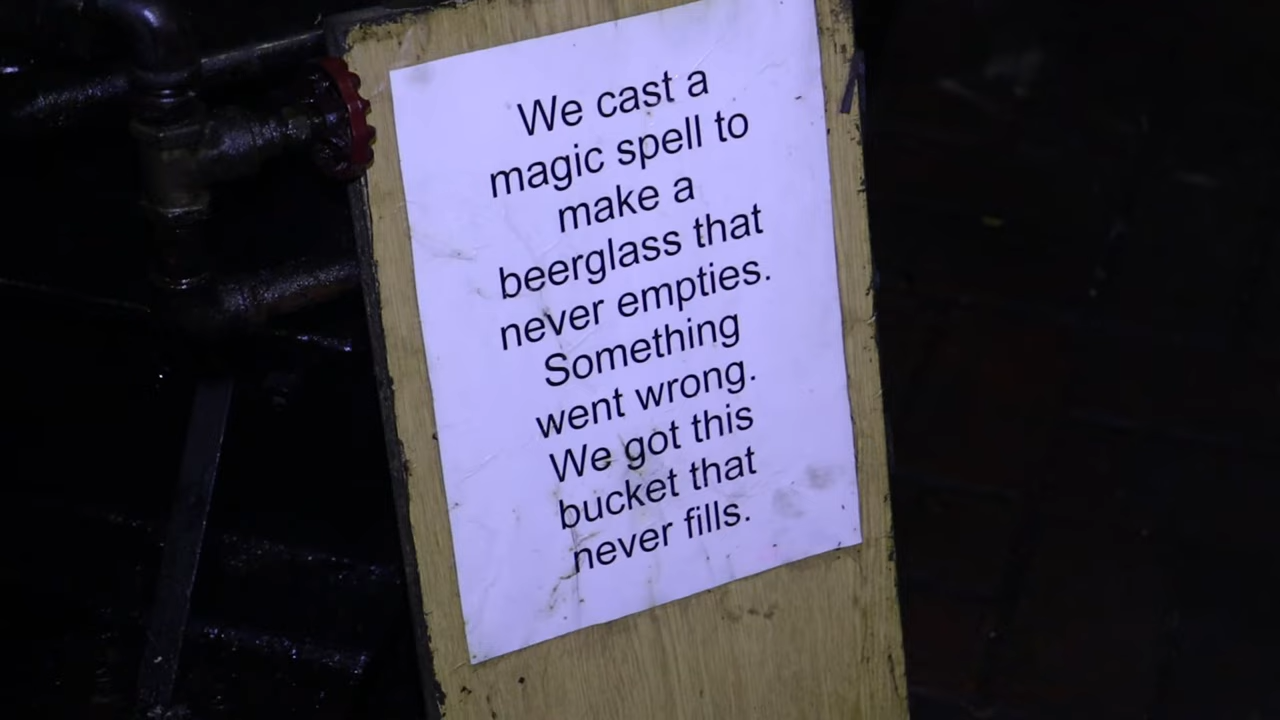 We cast a
magic spell to
make a
beerglass that
never empties.
Something
went wrong.
We got this
bucket that
never fills.